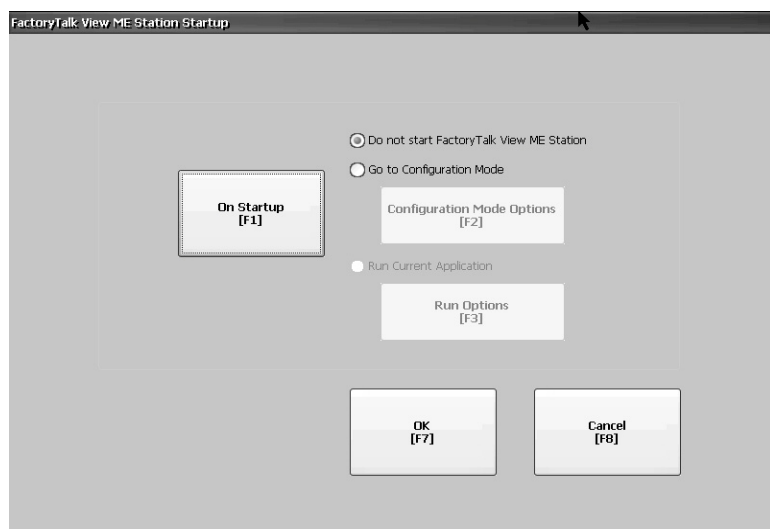 FactoryTalk View ME Station Startup
Do not start FactoryTalk View ME Station
Go to Configuration Mode
On Startup
[F1]
Configuration Mode Options
[F2]
Run Current Application
Run Options
[F3]
OK
[F7]
Cancel
[F8]